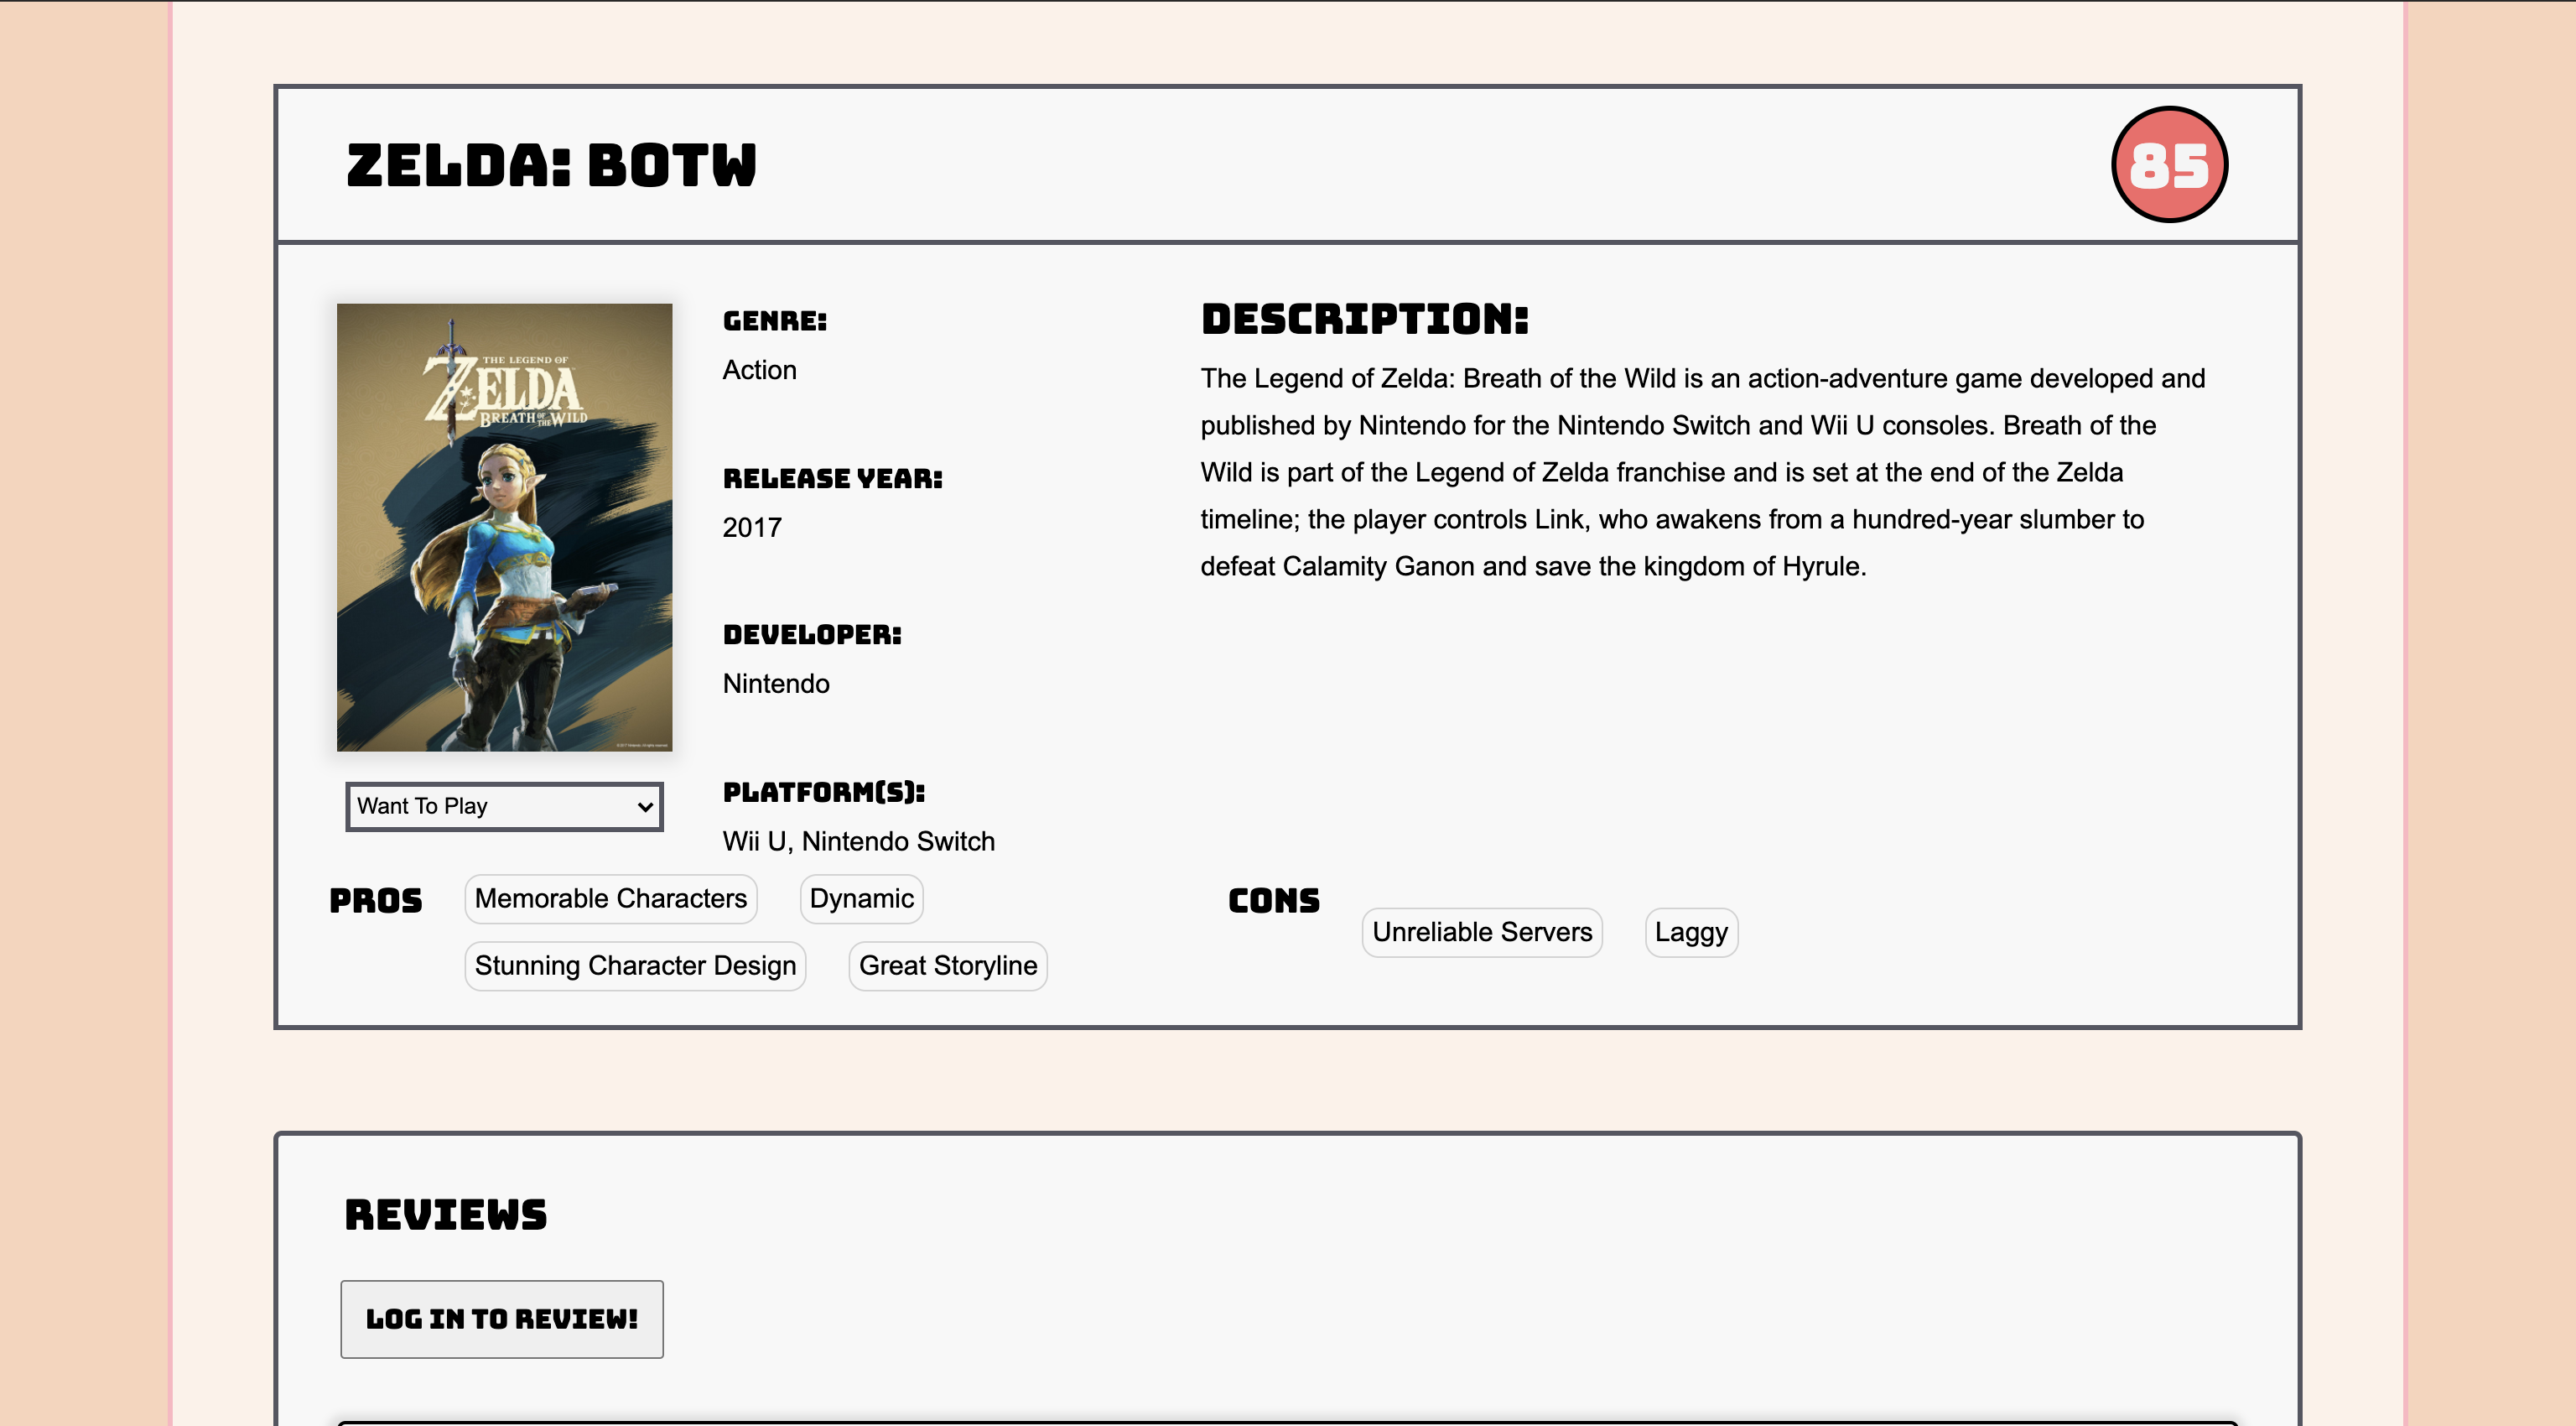 ZELDA: BOTW
85
THE LEGEND OF
ZELDA
BREATH OF THE WILD
Want To Play
GENRE:
Action
RELEASE YEAR:
2017
DEVELOPER:
Nintendo
PLATFORM(S):
Wii U, Nintendo Switch
DESCRIPTION:
The Legend of Zelda: Breath of the Wild is an action-adventure game developed and
published by Nintendo for the Nintendo Switch and Wii U consoles. Breath of the
Wild is part of the Legend of Zelda franchise and is set at the end of the Zelda
timeline; the player controls Link, who awakens from a hundred-year slumber to
defeat Calamity Ganon and save the kingdom of Hyrule.
PROS
Memorable Characters
Dynamic
Stunning Character Design
Great Storyline
CONS
Unreliable Servers
Laggy
REVIEWS
LOG IN TO REVIEW!